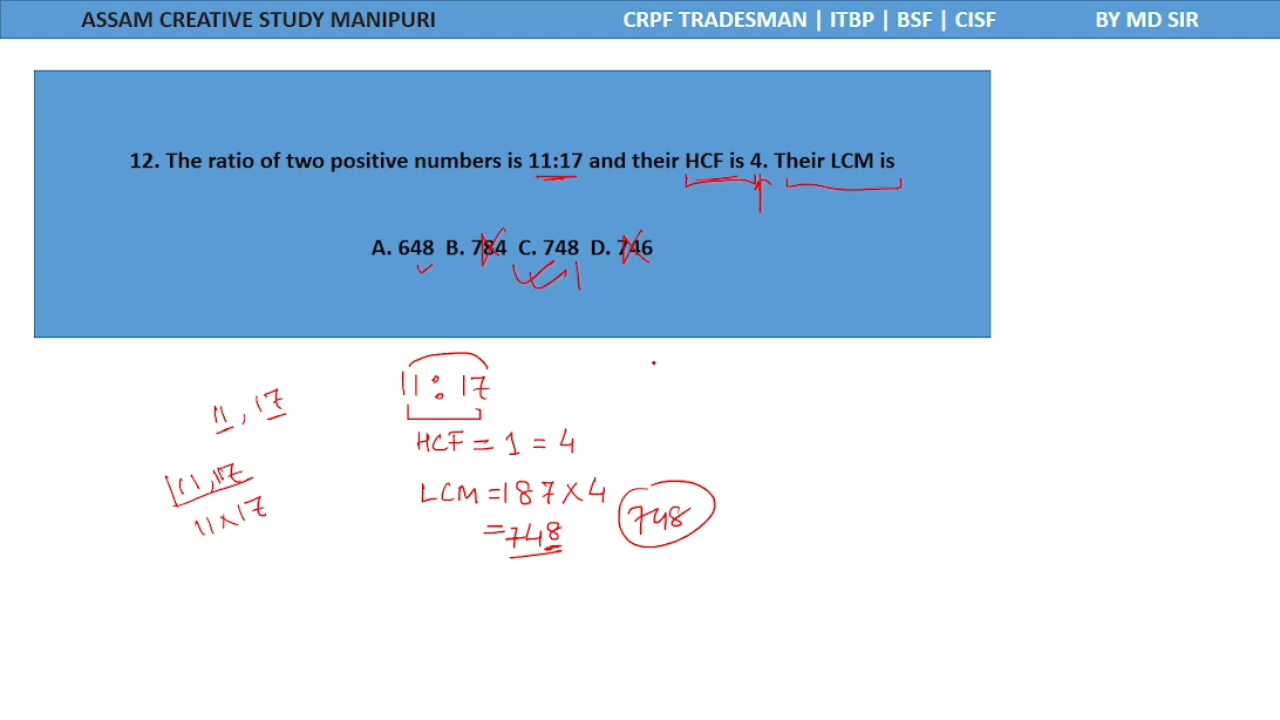 ASSAM CREATIVE STUDY MANIPURI CRPF TRADESMAN | ITBP | BSF | CISF BY MD SIR
12. The ratio of two positive numbers is 11:17 and their HCF is 4. Their LCM is
A. 648 B. 784 C. 748 D. 746
11 : 17
11, 17
HCF = 1 = 4
11, 17
LCM = 187 × 4
11 × 17
= 748
748